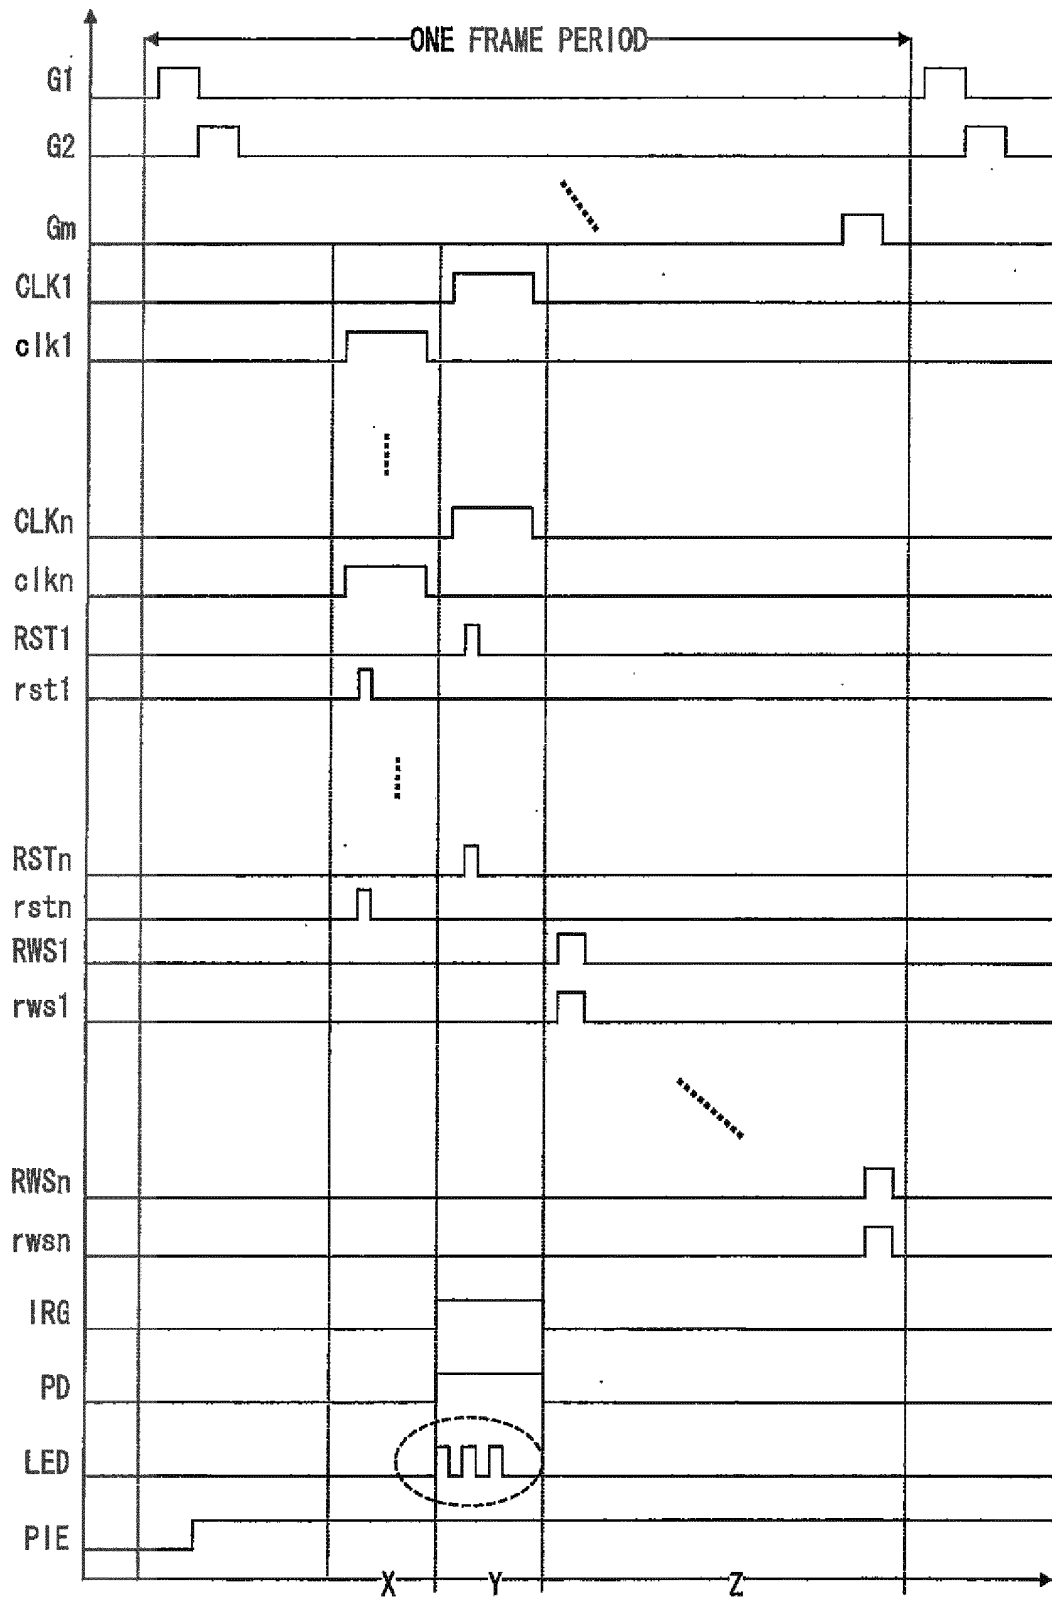 ONE FRAME PERIOD
G1
G2
Gm
CLK1
clk1
CLKn
clkn
RST1
rst1
RSTn
rstn
RWS1
rws1
RWSn
rwsn
IRG
PD
LED
PIE
X Y Z